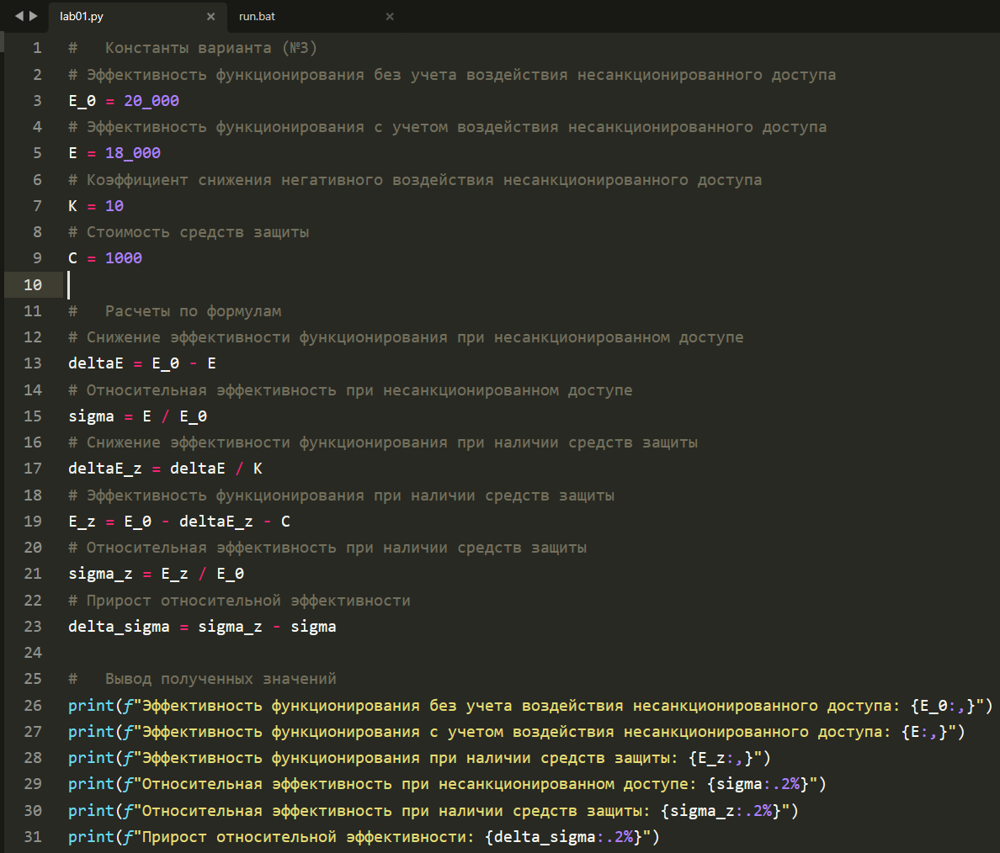 lab01.py × run.bat ×
1 #   Константы варианта (№3)
2 # Эффективность функционирования без учета воздействия несанкционированного доступа
3 E_0 = 20_000
4 # Эффективность функционирования с учетом воздействия несанкционированного доступа
5 E = 18_000
6 # Коэффициент снижения негативного воздействия несанкционированного доступа
7 K = 10
8 # Стоимость средств защиты
9 C = 1000
10
11 #   Расчеты по формулам
12 # Снижение эффективности функционирования при несанкционированном доступе
13 deltaE = E_0 - E
14 # Относительная эффективность при несанкционированном доступе
15 sigma = E / E_0
16 # Снижение эффективности функционирования при наличии средств защиты
17 deltaE_z = deltaE / K
18 # Эффективность функционирования при наличии средств защиты
19 E_z = E_0 - deltaE_z - C
20 # Относительная эффективность при наличии средств защиты
21 sigma_z = E_z / E_0
22 # Прирост относительной эффективности
23 delta_sigma = sigma_z - sigma
24
25 #   Вывод полученных значений
26 print(f"Эффективность функционирования без учета воздействия несанкционированного доступа: {E_0:,}")
27 print(f"Эффективность функционирования с учетом воздействия несанкционированного доступа: {E:,}")
28 print(f"Эффективность функционирования при наличии средств защиты: {E_z:,}")
29 print(f"Относительная эффективность при несанкционированном доступе: {sigma:.2%}")
30 print(f"Относительная эффективность при наличии средств защиты: {sigma_z:.2%}")
31 print(f"Прирост относительной эффективности: {delta_sigma:.2%}")